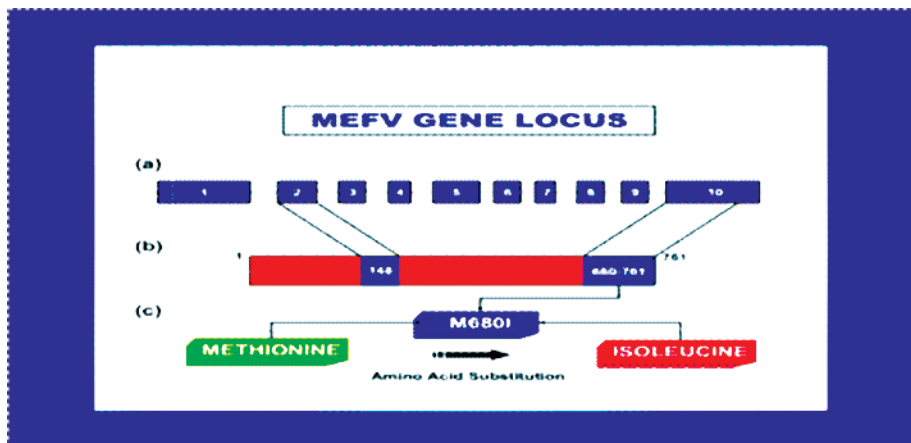 MEFV GENE LOCUS
(a)
1 2 3 4 5 6 7 8 9 10
(b)
1 148 680-761 761
(c)
M680I
METHIONINE ISOLEUCINE
Amino Acid Substitution